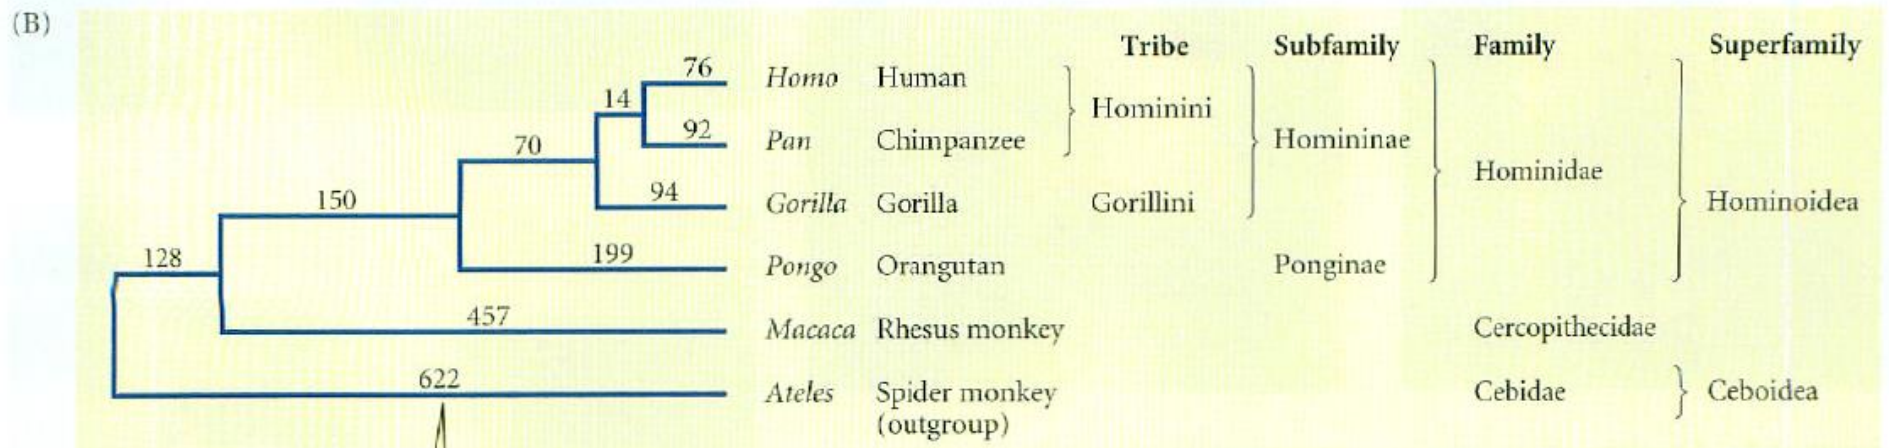 (B)
Tribe Subfamily Family Superfamily
76 Homo Human
14 Hominini
92 Pan Chimpanzee Homininae
70 Hominidae
94 Gorilla Gorilla Gorillini Hominoidea
150
199 Pongo Orangutan Ponginae
128
457 Macaca Rhesus monkey Cercopithecidae
622 Ateles Spider monkey Cebidae Ceboidea
(outgroup)